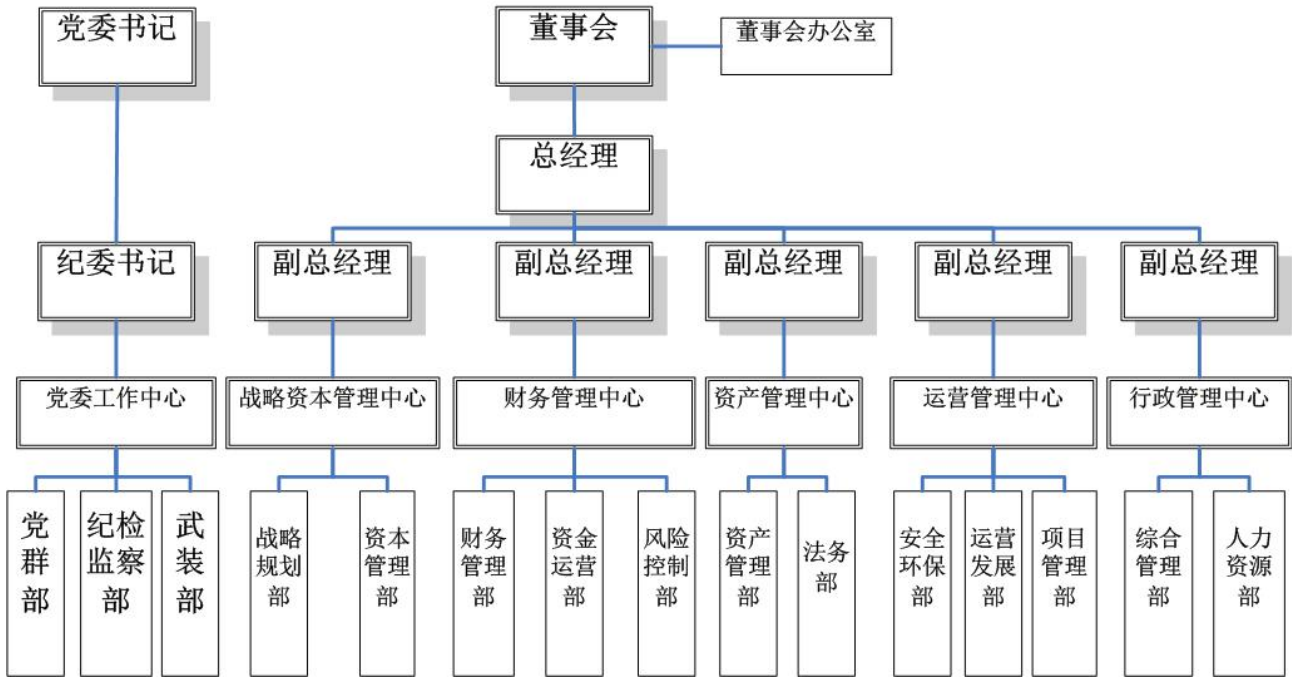 党委书记
董事会
董事会办公室
总经理
纪委书记
副总经理
副总经理
副总经理
副总经理
副总经理
党委工作中心
战略资本管理中心
财务管理中心
资产管理中心
运营管理中心
行政管理中心
党
群
部
纪检
监察
部
武
装
部
战略
规划
部
资本
管理
部
财务
管理
部
资金
运营
部
风险
控制
部
资产
管理
部
法务
部
安全
环保
部
运营
发展
部
项目
管理
部
综合
管理
部
人力
资源
部